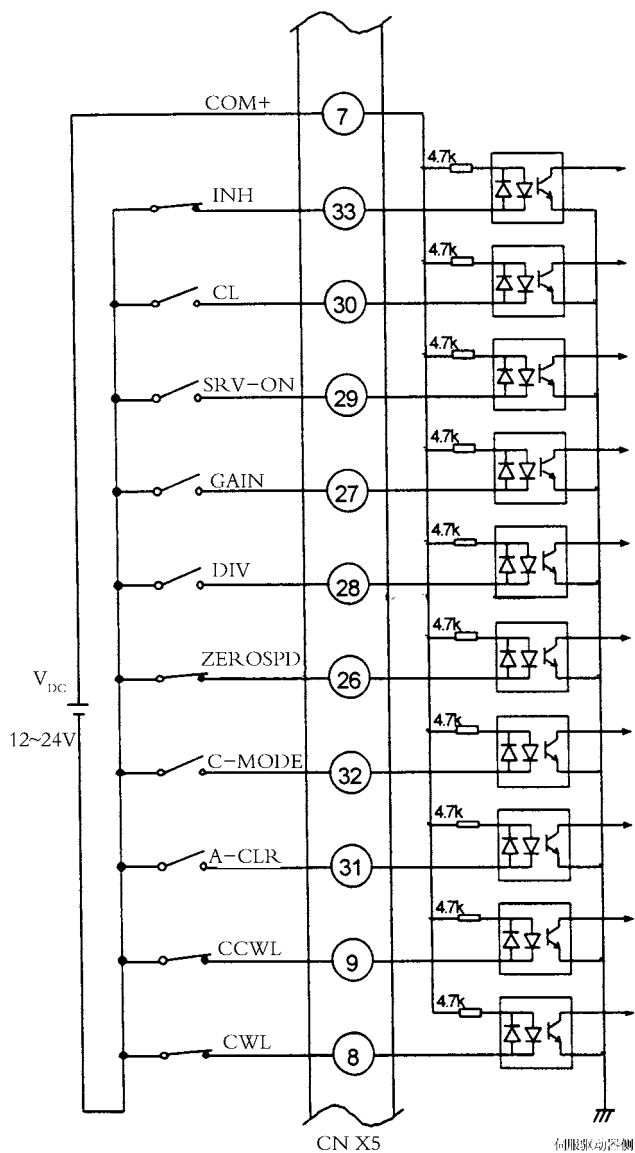 COM+ 7
4.7k
INH 33
4.7k
CL 30
4.7k
SRV-ON 29
4.7k
GAIN 27
4.7k
DIV 28
4.7k
ZEROSPD 26
V_DC
12~24V
4.7k
C-MODE 32
4.7k
A-CLR 31
4.7k
CCWL 9
4.7k
CWL 8
CN X5
伺服驱动器侧